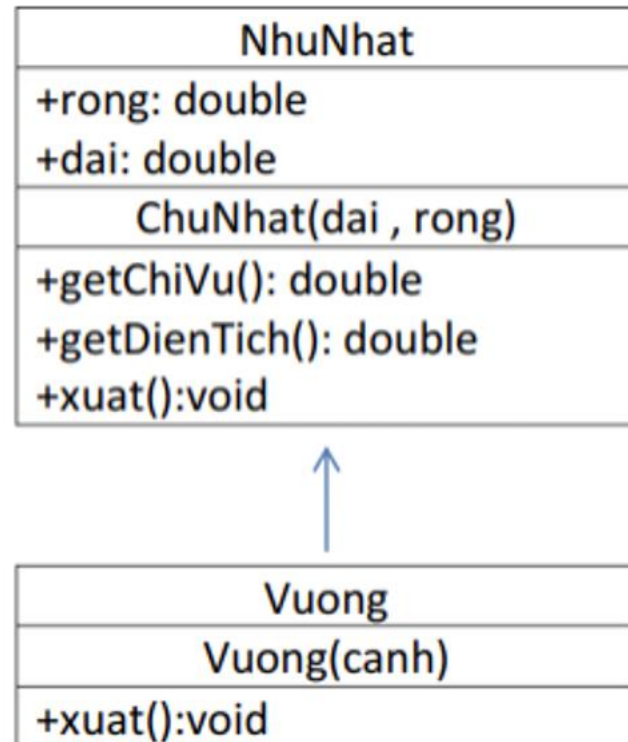 NhuNhat
+rong: double
+dai: double
ChuNhat(dai , rong)
+getChiVu(): double
+getDienTich(): double
+xuat():void
Vuong
Vuong(canh)
+xuat():void